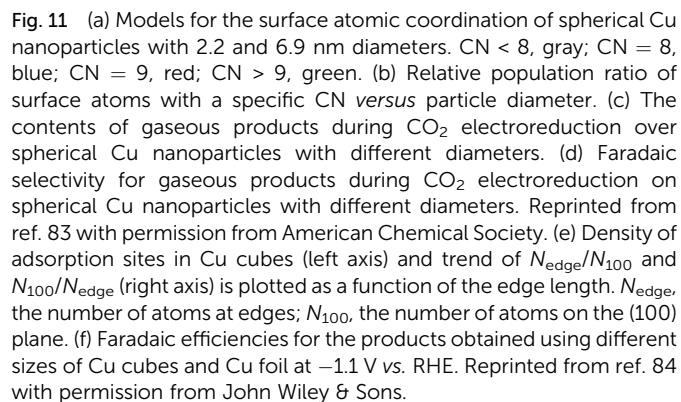 Fig. 11 (a) Models for the surface atomic coordination of spherical Cu
nanoparticles with 2.2 and 6.9 nm diameters. CN < 8, gray; CN = 8,
blue; CN = 9, red; CN > 9, green. (b) Relative population ratio of
surface atoms with a specific CN versus particle diameter. (c) The
contents of gaseous products during CO₂ electroreduction over
spherical Cu nanoparticles with different diameters. (d) Faradaic
selectivity for gaseous products during CO₂ electroreduction on
spherical Cu nanoparticles with different diameters. Reprinted from
ref. 83 with permission from American Chemical Society. (e) Density of
adsorption sites in Cu cubes (left axis) and trend of Nedge/N100 and
N100/Nedge (right axis) is plotted as a function of the edge length. Nedge,
the number of atoms at edges; N100, the number of atoms on the (100)
plane. (f) Faradaic efficiencies for the products obtained using different
sizes of Cu cubes and Cu foil at −1.1 V vs. RHE. Reprinted from ref. 84
with permission from John Wiley & Sons.